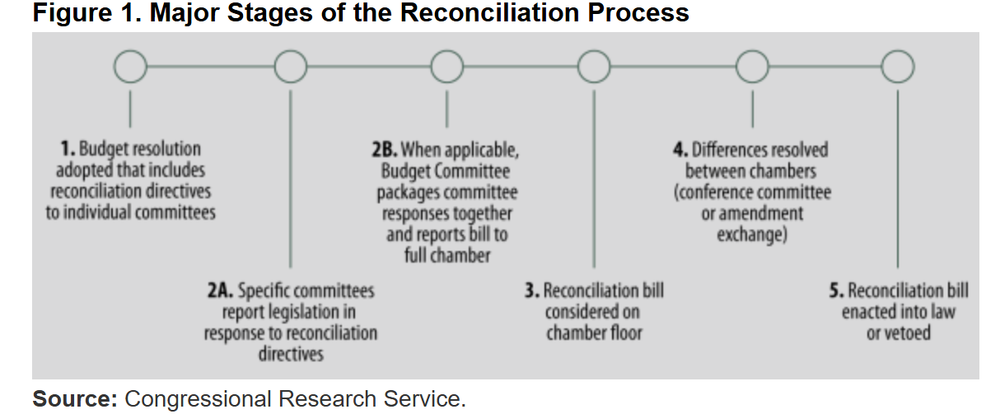 Figure 1. Major Stages of the Reconciliation Process
1. Budget resolution
adopted that includes
reconciliation directives
to individual committees
2A. Specific committees
report legislation in
response to reconciliation
directives
2B. When applicable,
Budget Committee
packages committee
responses together
and reports bill to
full chamber
3. Reconciliation bill
considered on
chamber floor
4. Differences resolved
between chambers
(conference committee
or amendment
exchange)
5. Reconciliation bill
enacted into law
or vetoed
Source: Congressional Research Service.